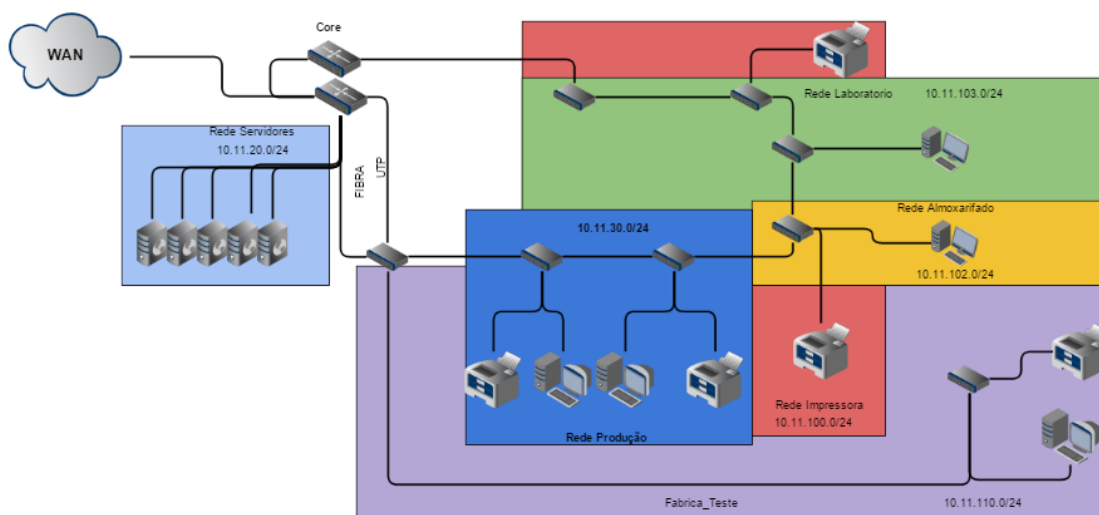 Core
WAN
Rede Laboratorio 10.11.103.0/24
Rede Servidores
10.11.20.0/24
FIBRA
UTP
Rede Almoxarifado
10.11.30.0/24
10.11.102.0/24
Rede Impressora
10.11.100.0/24
Rede Produção
Fabrica_Teste 10.11.110.0/24